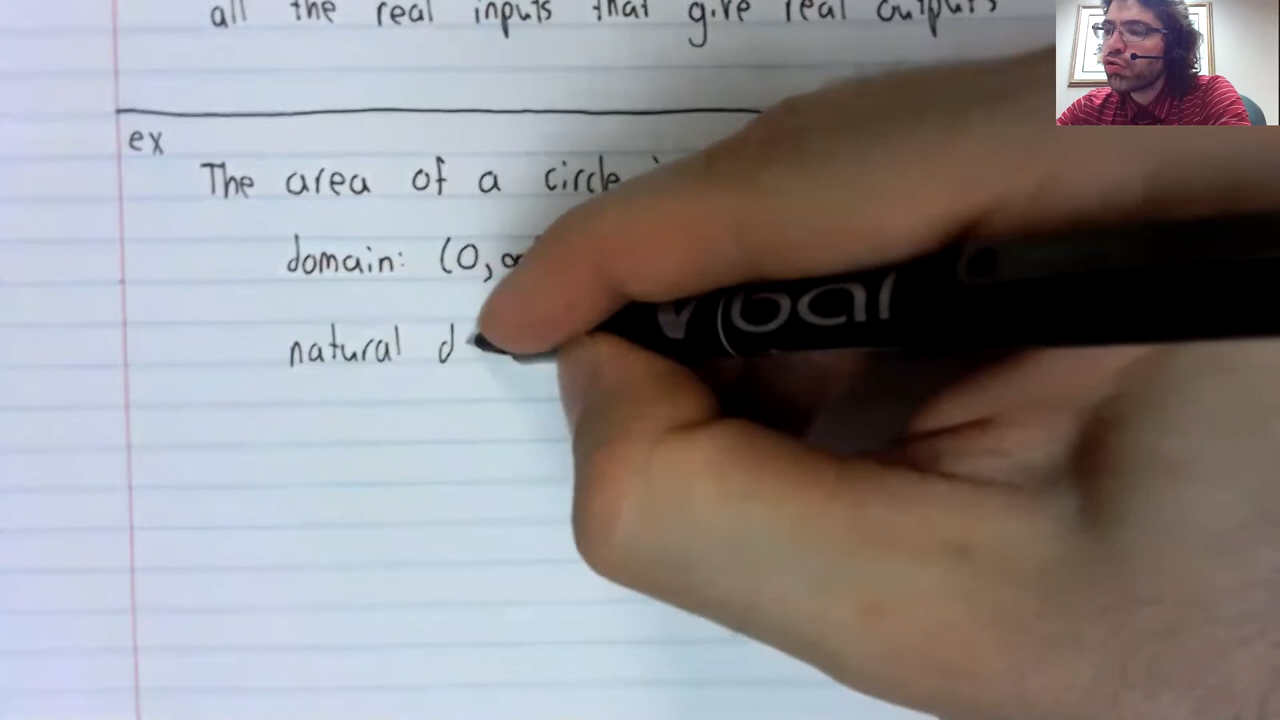 all the real inputs that give real outputs
ex
The area of a circle
domain: (0, ∞
natural d